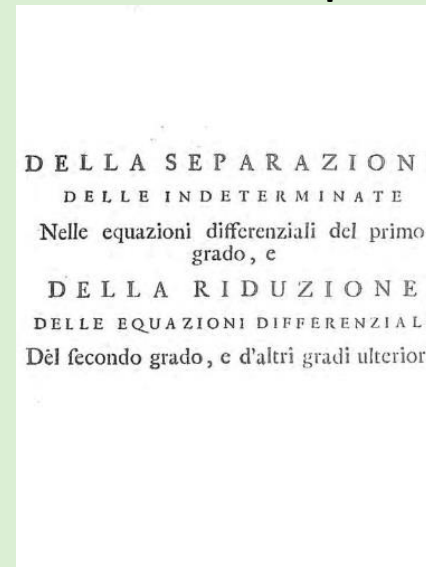 DELLA SEPARAZION
DELLE INDETERMINATE
Nelle equazioni differenziali del primo
grado, e
DELLA RIDUZIONE
DELLE EQUAZIONI DIFFERENZIAL
Del ſecondo grado, e d'altri gradi ulterior